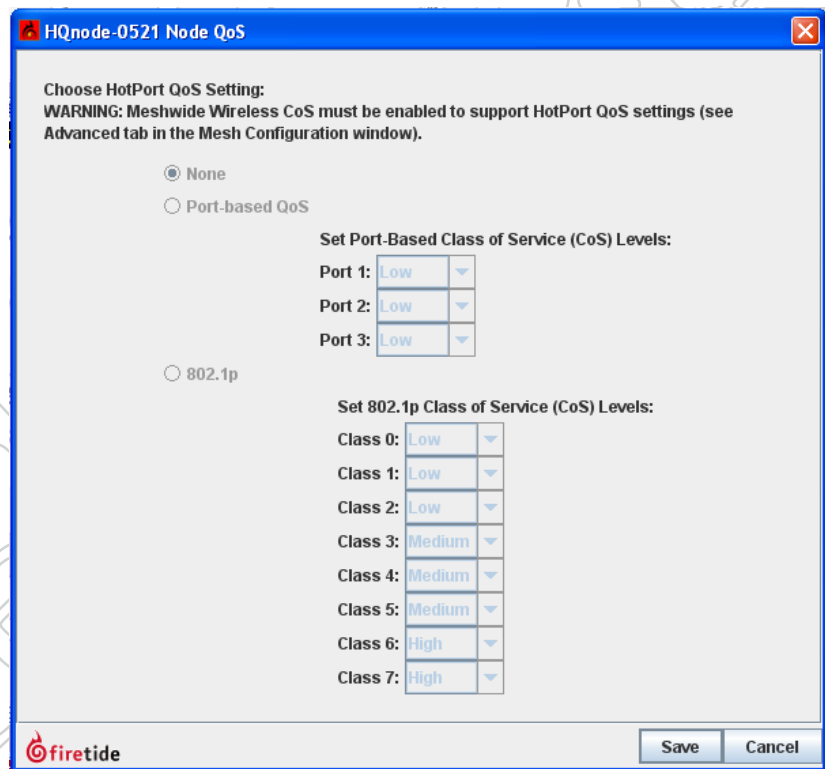 HQnode-0521 Node QoS
Choose HotPort QoS Setting:
WARNING: Meshwide Wireless CoS must be enabled to support HotPort QoS settings (see
Advanced tab in the Mesh Configuration window).
None
Port-based QoS
Set Port-Based Class of Service (CoS) Levels:
Port 1: Low
Port 2: Low
Port 3: Low
802.1p
Set 802.1p Class of Service (CoS) Levels:
Class 0: Low
Class 1: Low
Class 2: Low
Class 3: Medium
Class 4: Medium
Class 5: Medium
Class 6: High
Class 7: High
firetide
Save Cancel